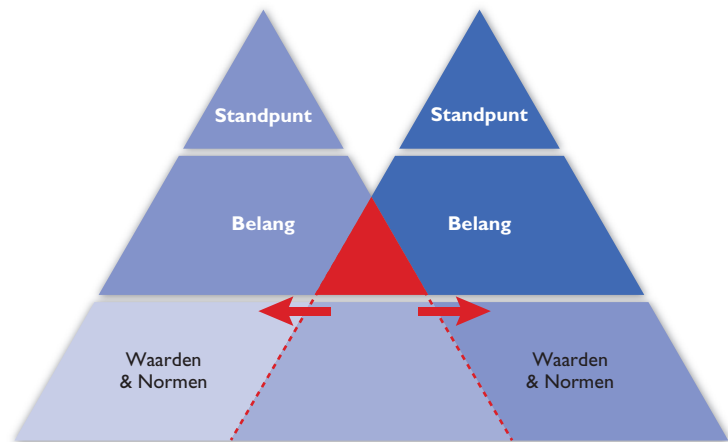 Standpunt
Standpunt
Belang
Belang
Waarden
& Normen
Waarden
& Normen